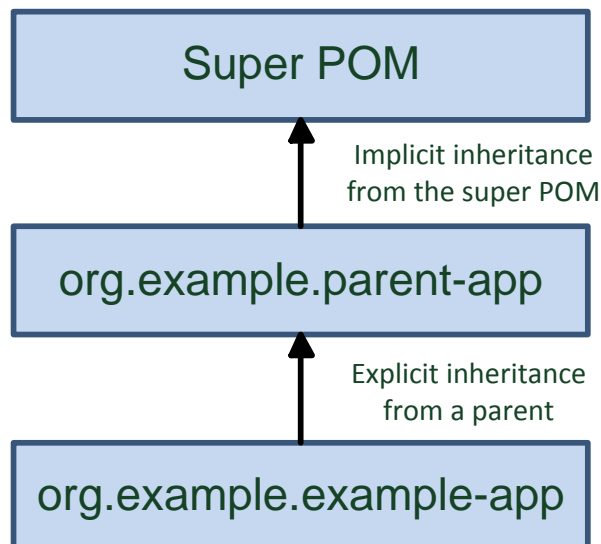 Super POM
Implicit inheritance
from the super POM
org.example.parent-app
Explicit inheritance
from a parent
org.example.example-app